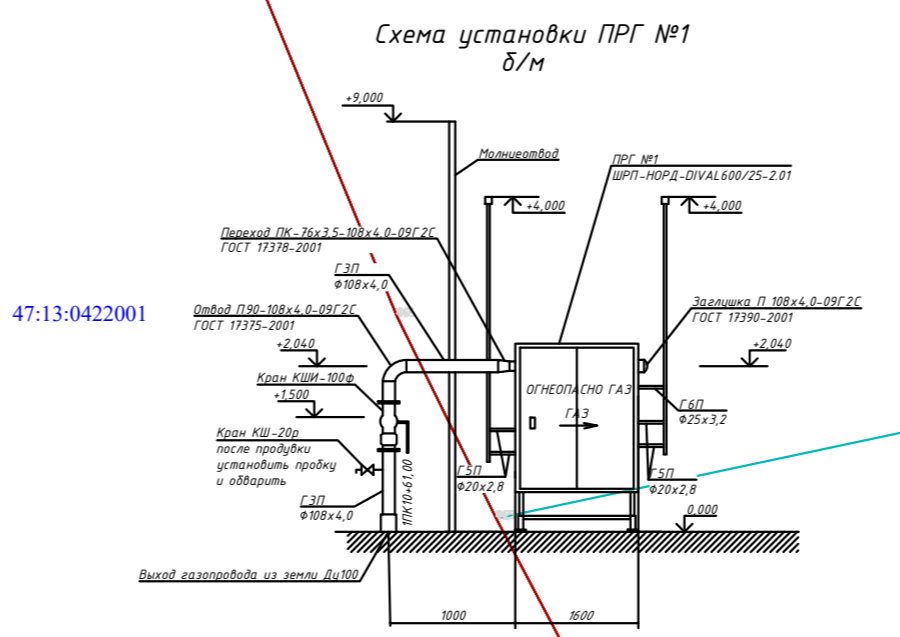 Схема установки ПРГ №1
б/м
+9,000
Молниеотвод
ПРГ №1
ШРП-НОРД-DIVAL600/25-2.01
+4,000
+4,000
Переход ПК-76х3.5-108х4.0-09Г2С
ГОСТ 17378-2001
Г3П
Ф108х4,0
47:13:0422001
Отвод П90-108х4,0-09Г2С
ГОСТ 17375-2001
Заглушка П 108х4,0-09Г2С
ГОСТ 17390-2001
+2,040
+2,040
Кран КШИ-100ф
+1,500
ОГНЕОПАСНО ГАЗ
ГАЗ
Г6П
Ф25х3,2
Кран КШ-20р
после продувки
установить пробку
и обварить
Г5П
Ф20х2,8
Г5П
Ф20х2,8
Г3П
Ф108х4,0
1ПК10+61,00
0,000
Выход газопровода из земли Ду100
1000
1600